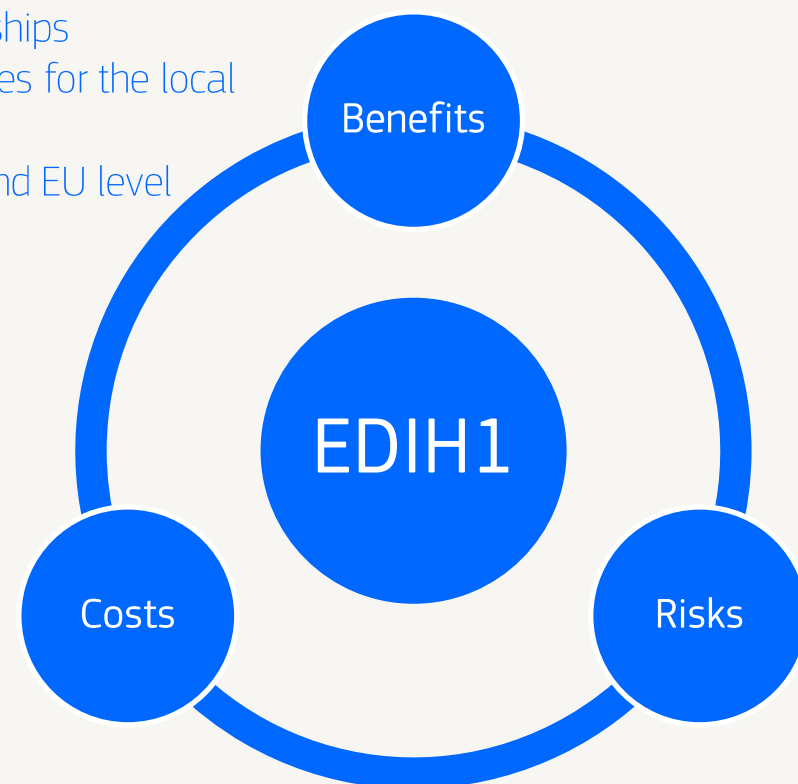 ships
es for the local
Benefits
nd EU level
EDIH1
Costs
Risks